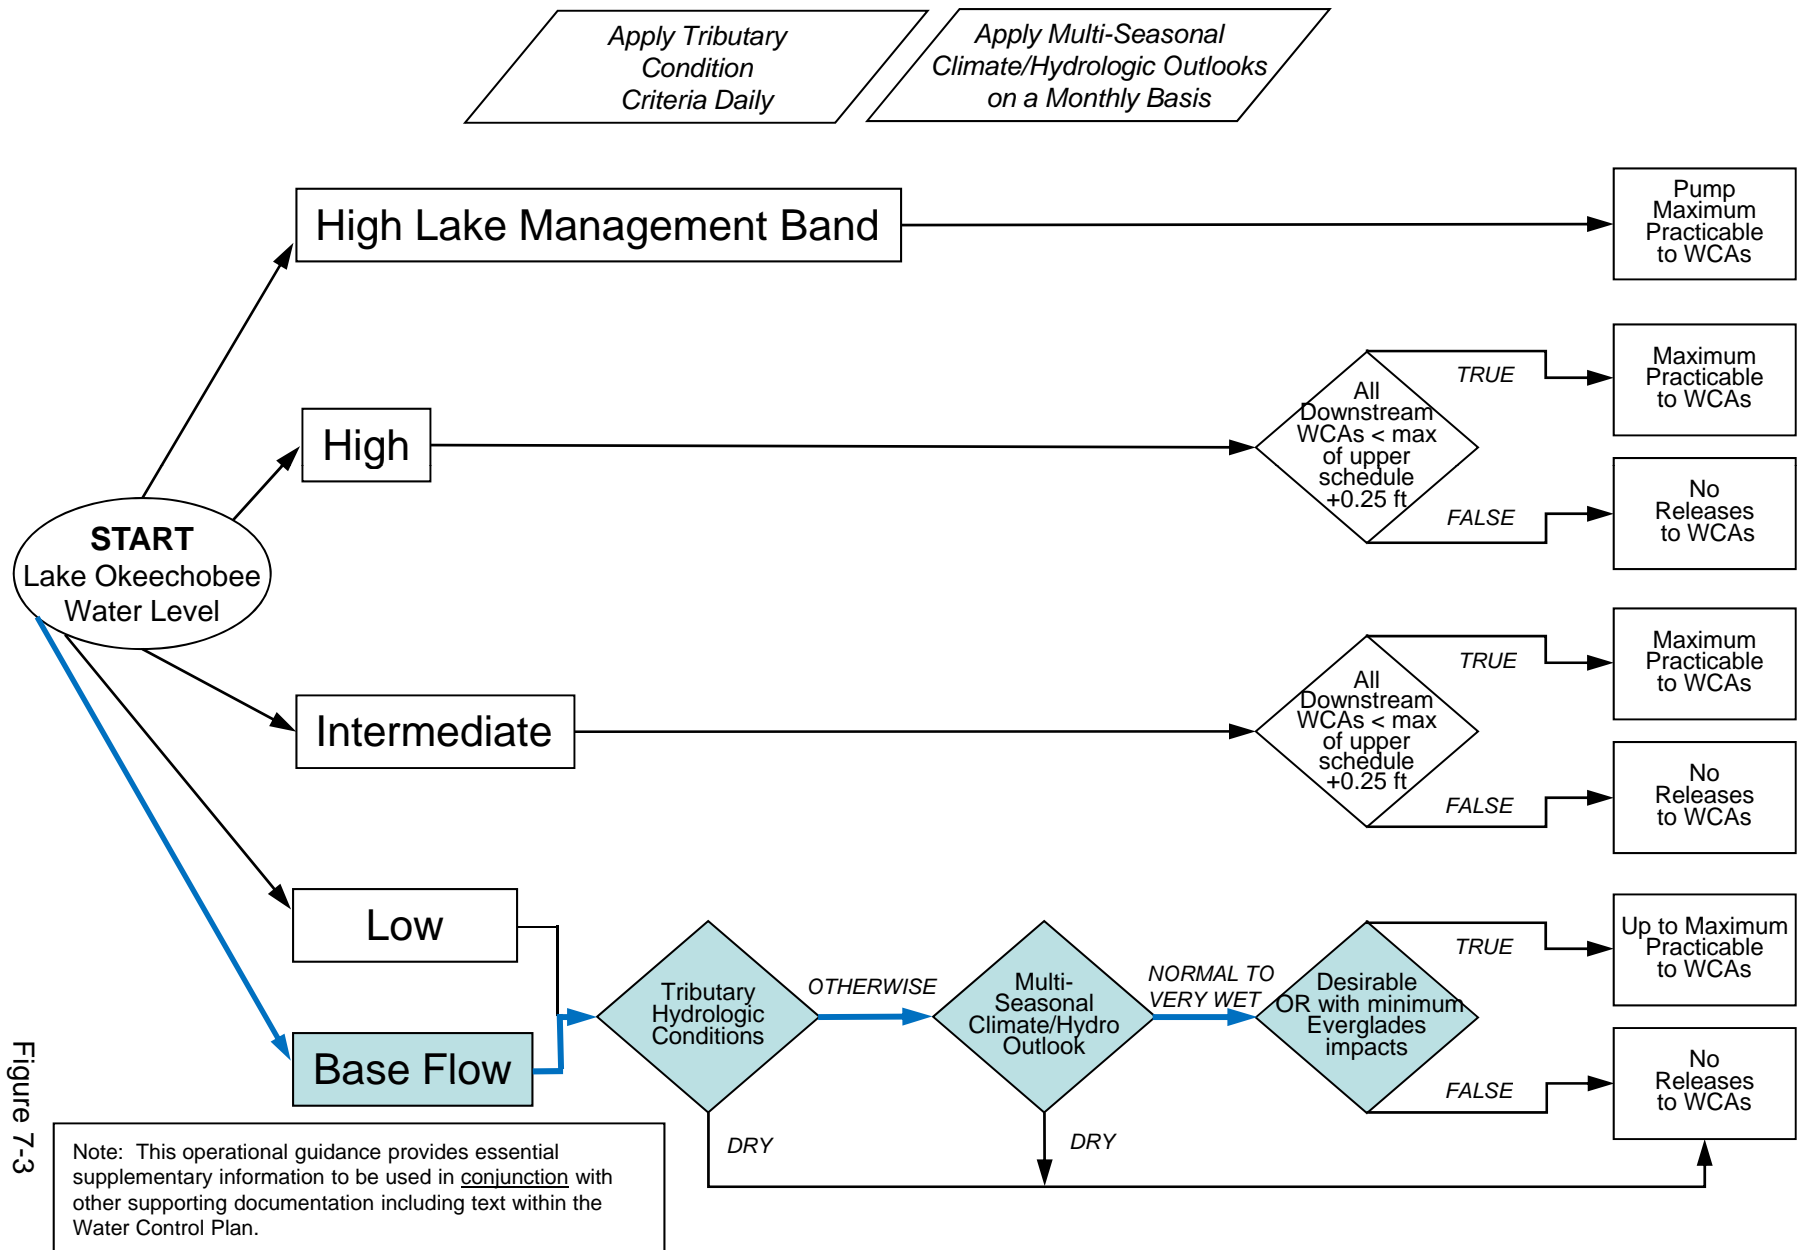 Apply Tributary
Condition
Criteria Daily
Apply Multi-Seasonal
Climate/Hydrologic Outlooks
on a Monthly Basis
High Lake Management Band
Pump
Maximum
Practicable
to WCAs
High
All
Downstream
WCAs < max
of upper
schedule
+0.25 ft
TRUE
Maximum
Practicable
to WCAs
FALSE
No
Releases
to WCAs
START
Lake Okeechobee
Water Level
Intermediate
All
Downstream
WCAs < max
of upper
schedule
+0.25 ft
TRUE
Maximum
Practicable
to WCAs
FALSE
No
Releases
to WCAs
Low
Base Flow
Tributary
Hydrologic
Conditions
OTHERWISE
Multi-
Seasonal
Climate/Hydro
Outlook
NORMAL TO
VERY WET
Desirable
OR with minimum
Everglades
impacts
TRUE
Up to Maximum
Practicable
to WCAs
FALSE
No
Releases
to WCAs
DRY
DRY
Figure 7-3
Note: This operational guidance provides essential
supplementary information to be used in conjunction with
other supporting documentation including text within the
Water Control Plan.